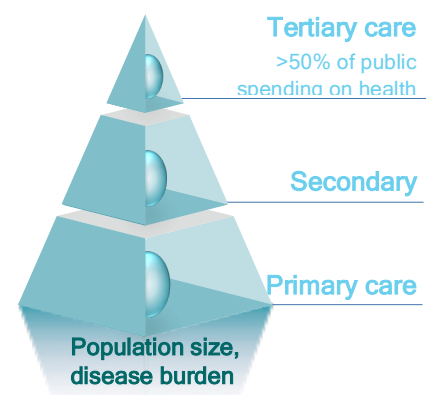 Tertiary care
>50% of public
spending on health
Secondary
Primary care
Population size,
disease burden